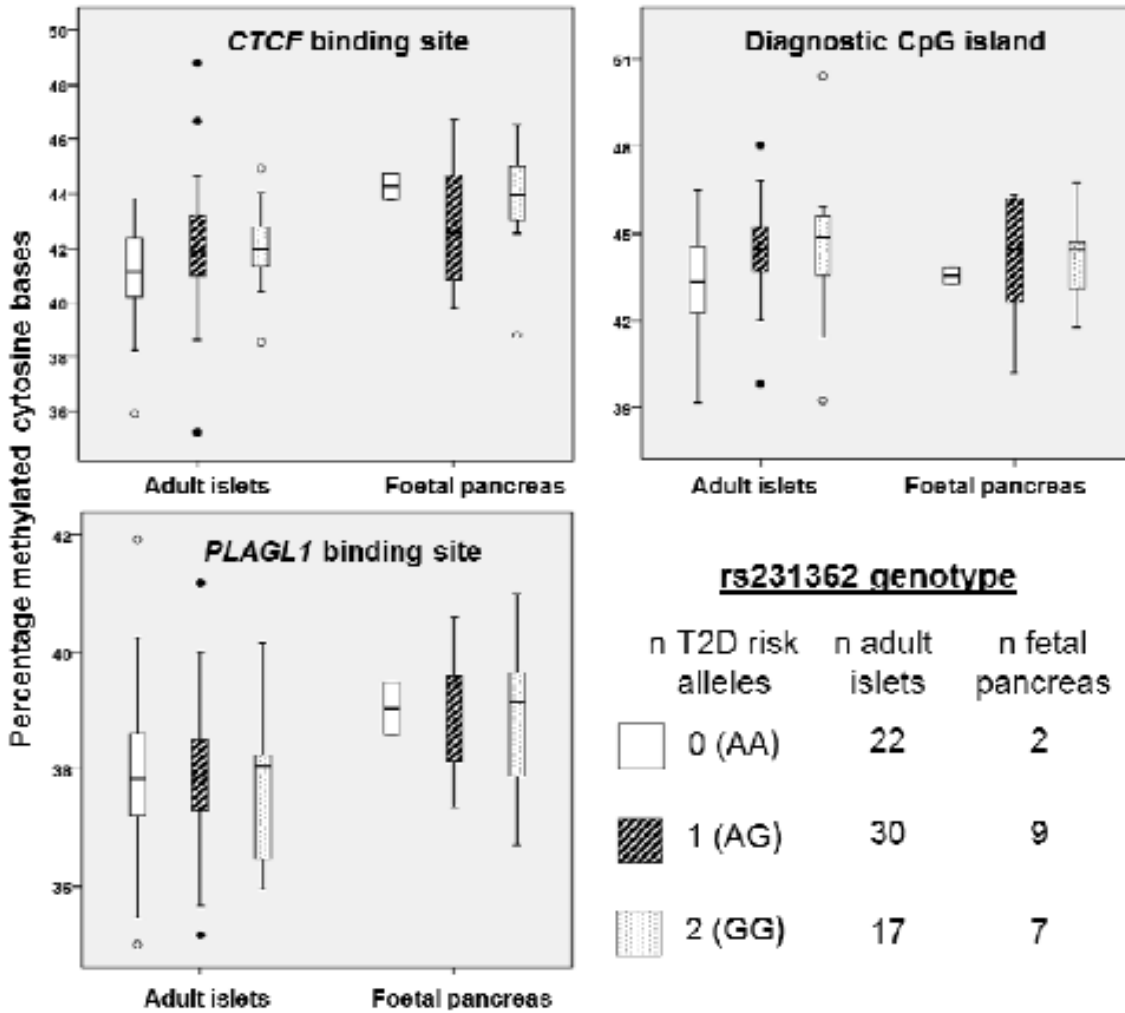 Percentage methylated cytosine bases
CTCF binding site
50
48
46
44
42
40
38
36
Adult islets
Foetal pancreas
Diagnostic CpG island
51
48
45
42
39
Adult islets
Foetal pancreas
PLAGL1 binding site
42
40
38
36
Adult islets
Foetal pancreas
rs231362 genotype
n T2D risk n adult n fetal
alleles islets pancreas
0 (AA) 22 2
1 (AG) 30 9
2 (GG) 17 7